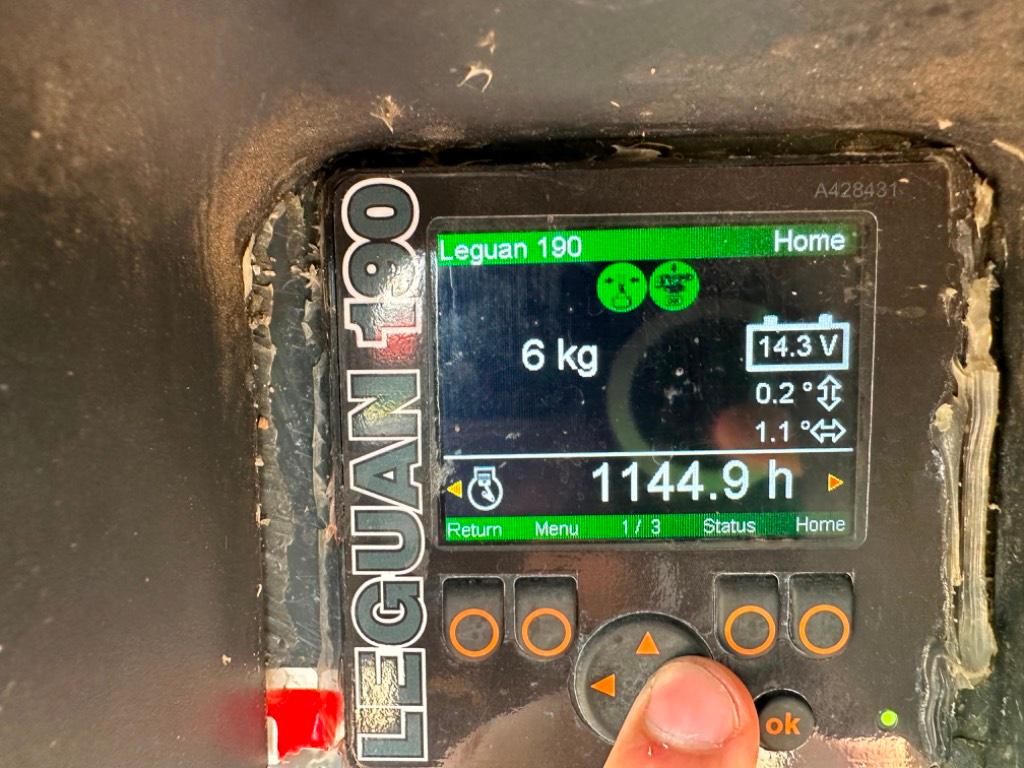 A428431
LEGUAN 190
Leguan 190 Home
6 kg
14.3 V
0.2 °
1.1 °
1144.9 h
Return Menu 1 / 3 Status Home
ok